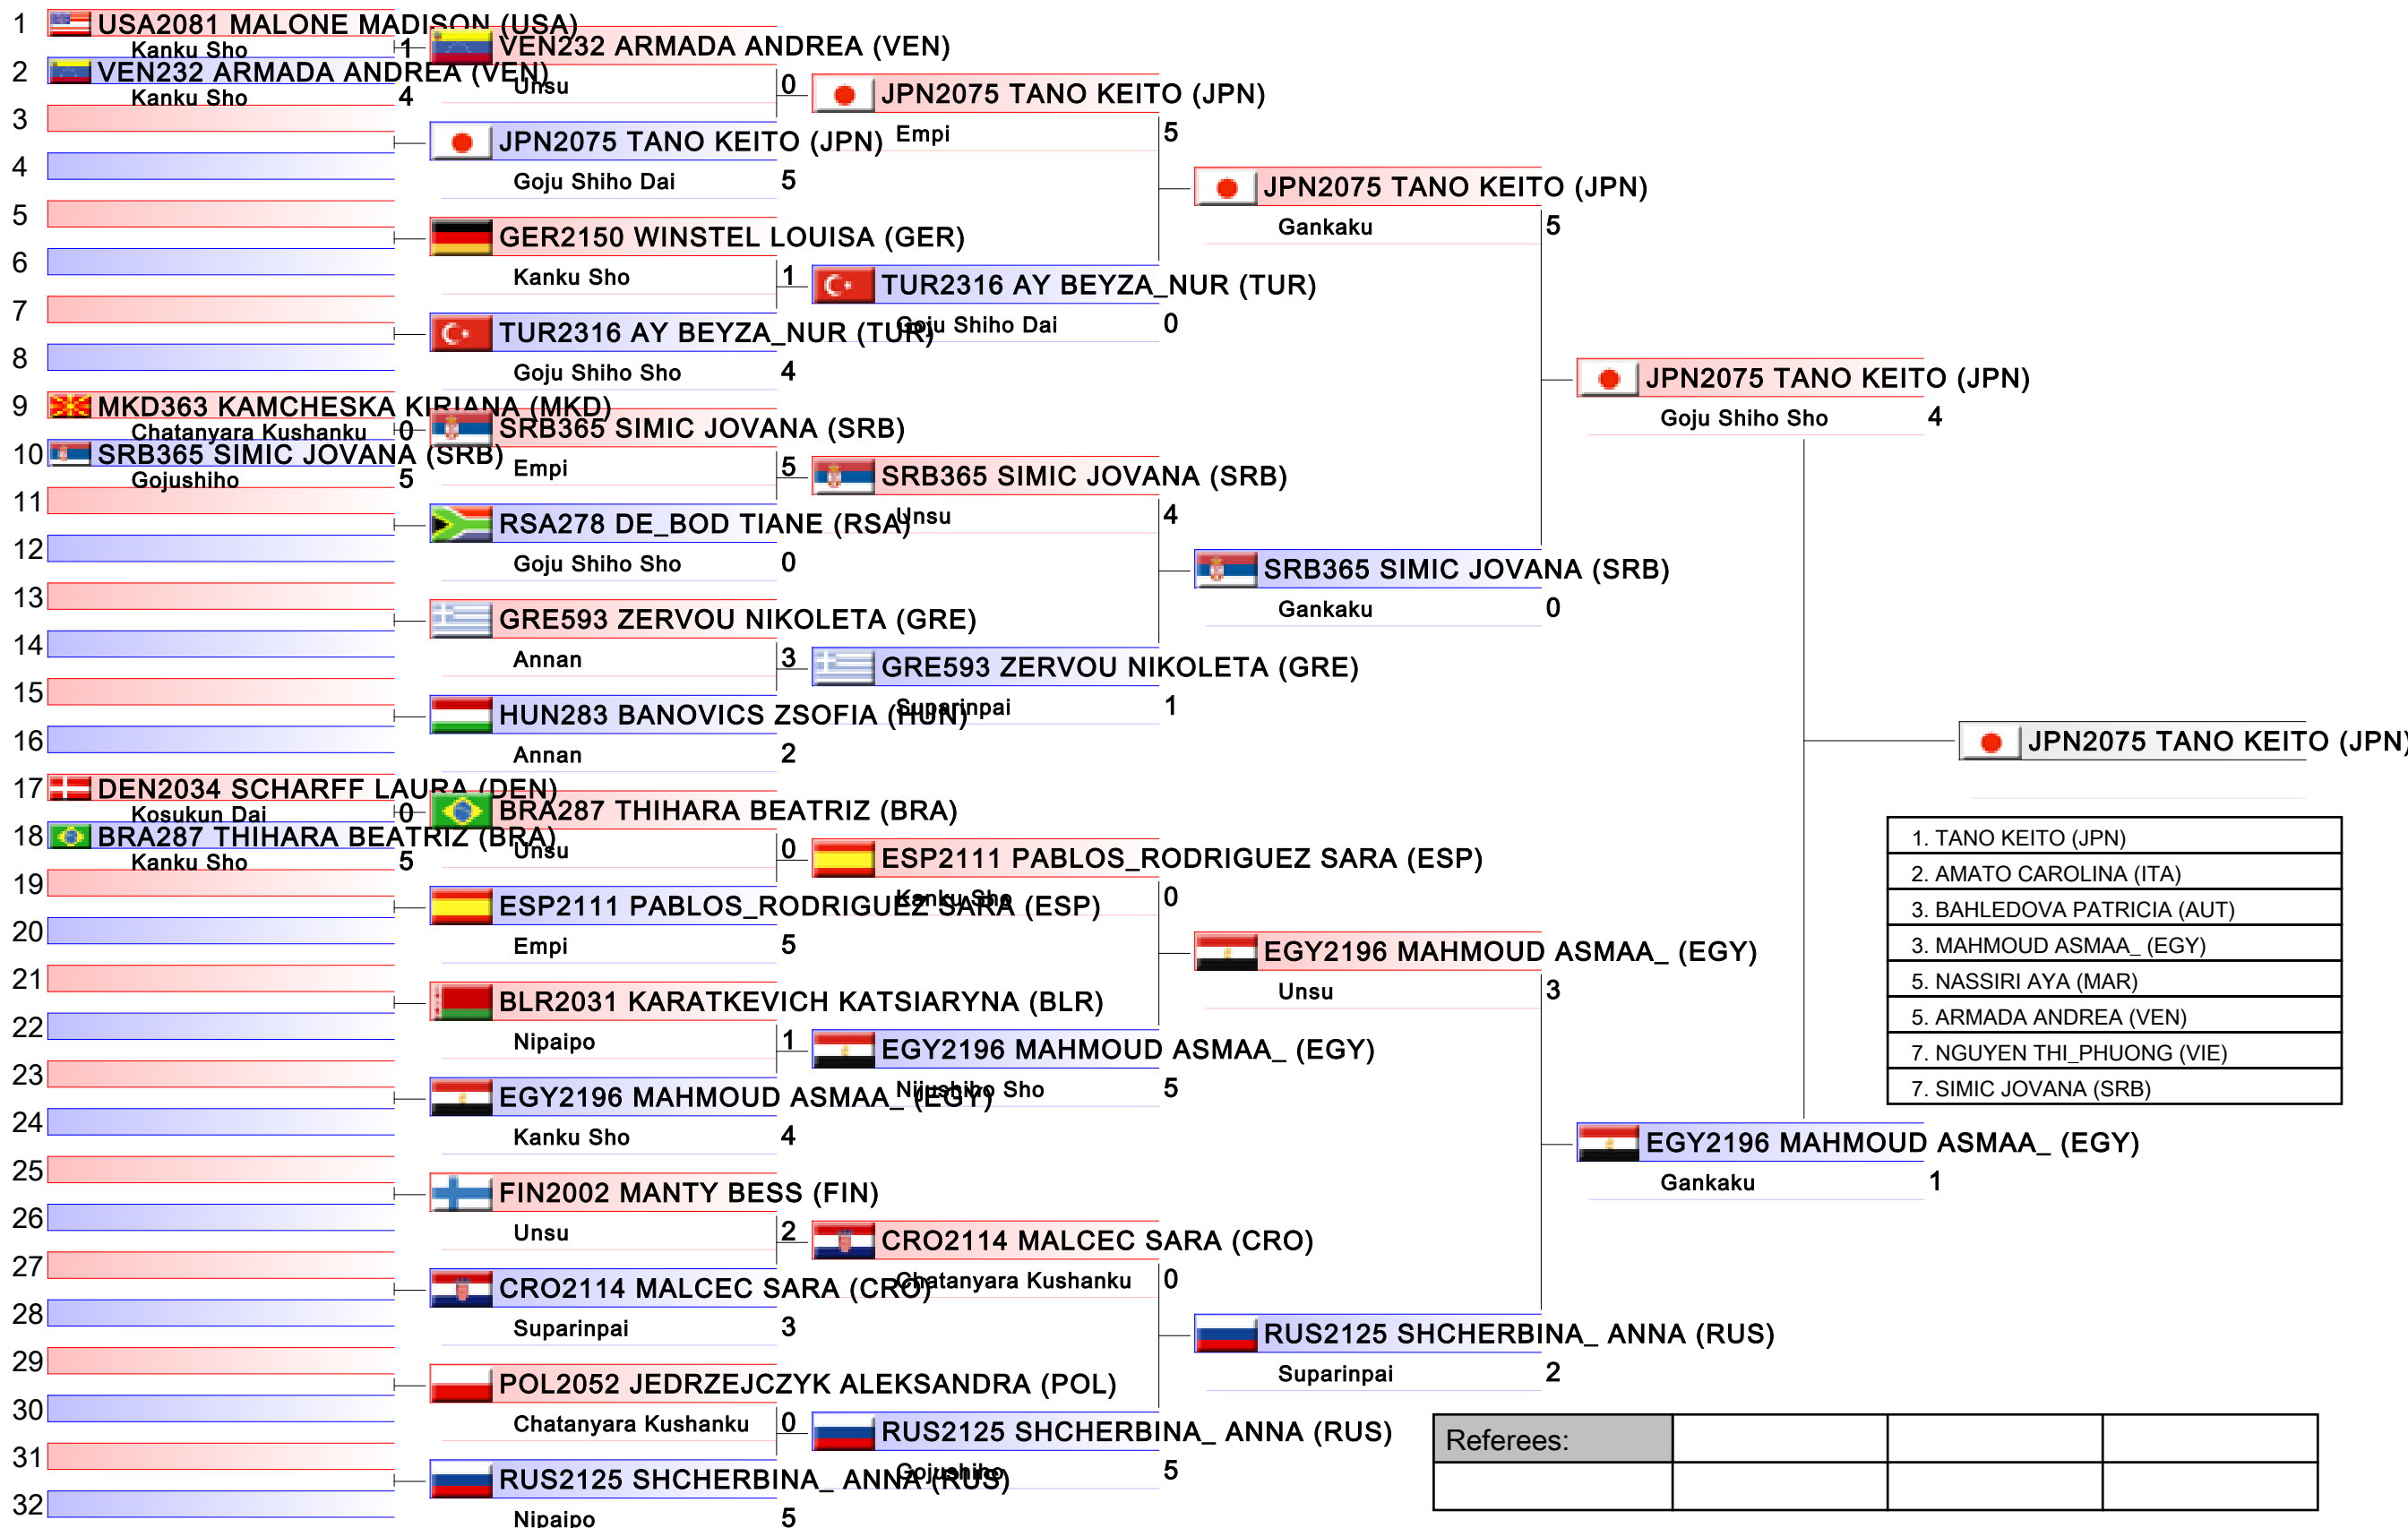 1 USA2081 MALONE MADISON (USA)
Kanku Sho 1
2 VEN232 ARMADA ANDREA (VEN)
Kanku Sho 4
3
4
5
6
7
8
9 MKD363 KAMCHESKA KIRIANA (MKD)
Chatanyara Kushanku 0
10 SRB365 SIMIC JOVANA (SRB)
Gojushiho 5
11
12
13
14
15
16
17 DEN2034 SCHARFF LAURA (DEN)
Kosukun Dai 0
18 BRA287 THIHARA BEATRIZ (BRA)
Kanku Sho 5
19
20
21
22
23
24
25
26
27
28
29
30
31
32
VEN232 ARMADA ANDREA (VEN)
Unsu 0
JPN2075 TANO KEITO (JPN)
Goju Shiho Dai 5
GER2150 WINSTEL LOUISA (GER)
Kanku Sho 1
TUR2316 AY BEYZA_NUR (TUR)
Goju Shiho Sho 4
SRB365 SIMIC JOVANA (SRB)
Empi 5
RSA278 DE_BOD TIANE (RSA)
Goju Shiho Sho 0
GRE593 ZERVOU NIKOLETA (GRE)
Annan 3
HUN283 BANOVICS ZSOFIA (HUN)
Annan 2
BRA287 THIHARA BEATRIZ (BRA)
Unsu 0
ESP2111 PABLOS_RODRIGUEZ SARA (ESP)
Empi 5
BLR2031 KARATKEVICH KATSIARYNA (BLR)
Nipaipo 1
EGY2196 MAHMOUD ASMAA_ (EGY)
Kanku Sho 4
FIN2002 MANTY BESS (FIN)
Unsu 2
CRO2114 MALCEC SARA (CRO)
Suparinpai 3
POL2052 JEDRZEJCZYK ALEKSANDRA (POL)
Chatanyara Kushanku 0
RUS2125 SHCHERBINA_ ANNA (RUS)
Nipaipo 5
JPN2075 TANO KEITO (JPN)
Empi 5
TUR2316 AY BEYZA_NUR (TUR)
Goju Shiho Dai 0
SRB365 SIMIC JOVANA (SRB)
Unsu 4
GRE593 ZERVOU NIKOLETA (GRE)
Suparinpai 1
ESP2111 PABLOS_RODRIGUEZ SARA (ESP)
Kanku Sho 0
EGY2196 MAHMOUD ASMAA_ (EGY)
Nijushiho Sho 5
CRO2114 MALCEC SARA (CRO)
Chatanyara Kushanku 0
RUS2125 SHCHERBINA_ ANNA (RUS)
Gojushiho 5
JPN2075 TANO KEITO (JPN)
Gankaku 5
SRB365 SIMIC JOVANA (SRB)
Gankaku 0
EGY2196 MAHMOUD ASMAA_ (EGY)
Unsu 3
RUS2125 SHCHERBINA_ ANNA (RUS)
Suparinpai 2
JPN2075 TANO KEITO (JPN)
Goju Shiho Sho 4
EGY2196 MAHMOUD ASMAA_ (EGY)
Gankaku 1
JPN2075 TANO KEITO (JPN)
1. TANO KEITO (JPN)
2. AMATO CAROLINA (ITA)
3. BAHLEDOVA PATRICIA (AUT)
3. MAHMOUD ASMAA_ (EGY)
5. NASSIRI AYA (MAR)
5. ARMADA ANDREA (VEN)
7. NGUYEN THI_PHUONG (VIE)
7. SIMIC JOVANA (SRB)
Referees: